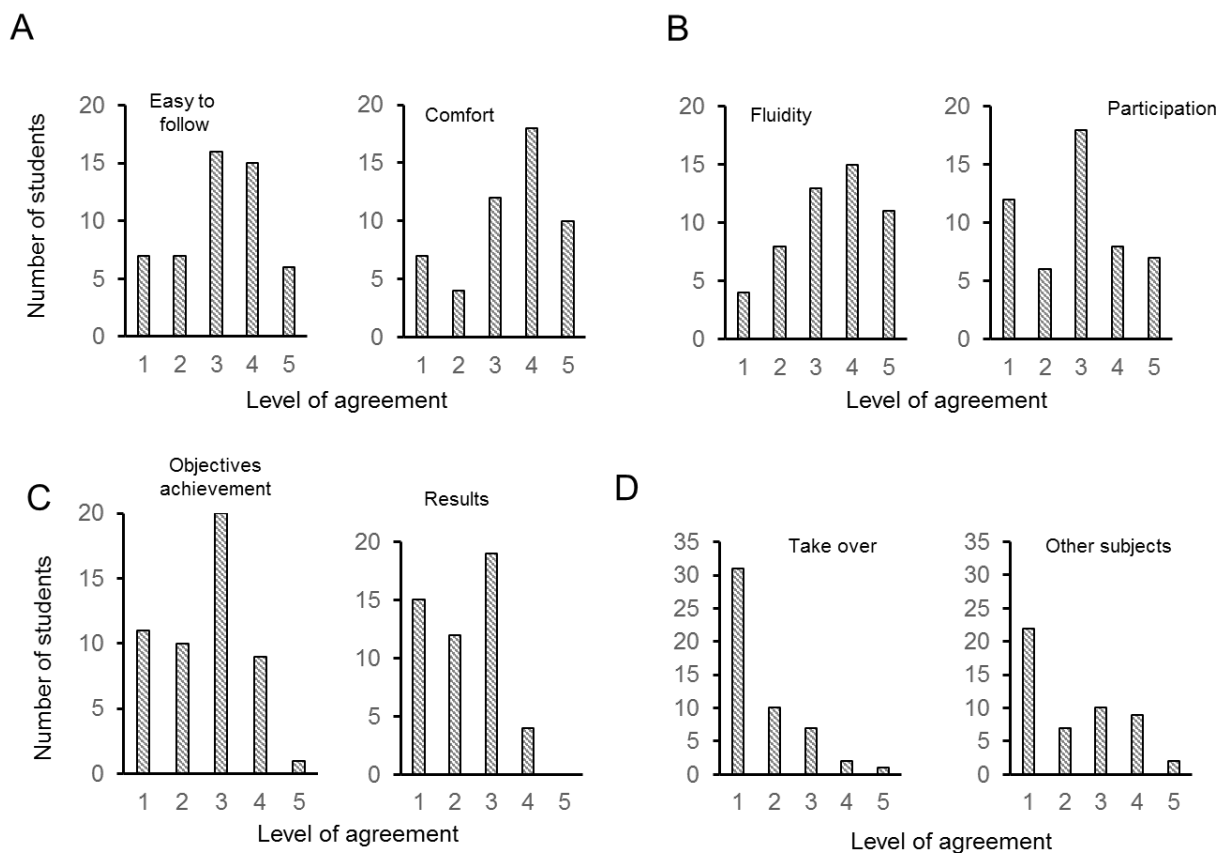 A
Number of students
20
15
10
5
0
Easy to
follow
1 2 3 4 5
20
15
10
5
0
Comfort
1 2 3 4 5
Level of agreement
B
20
15
10
5
0
Fluidity
1 2 3 4 5
20
15
10
5
0
Participation
1 2 3 4 5
Level of agreement
C
Number of students
Objectives
achievement
20
15
10
5
0
1 2 3 4 5
Results
20
15
10
5
0
1 2 3 4 5
Level of agreement
D
35
30
25
20
15
10
5
0
Take over
1 2 3 4 5
35
30
25
20
15
10
5
0
Other subjects
1 2 3 4 5
Level of agreement